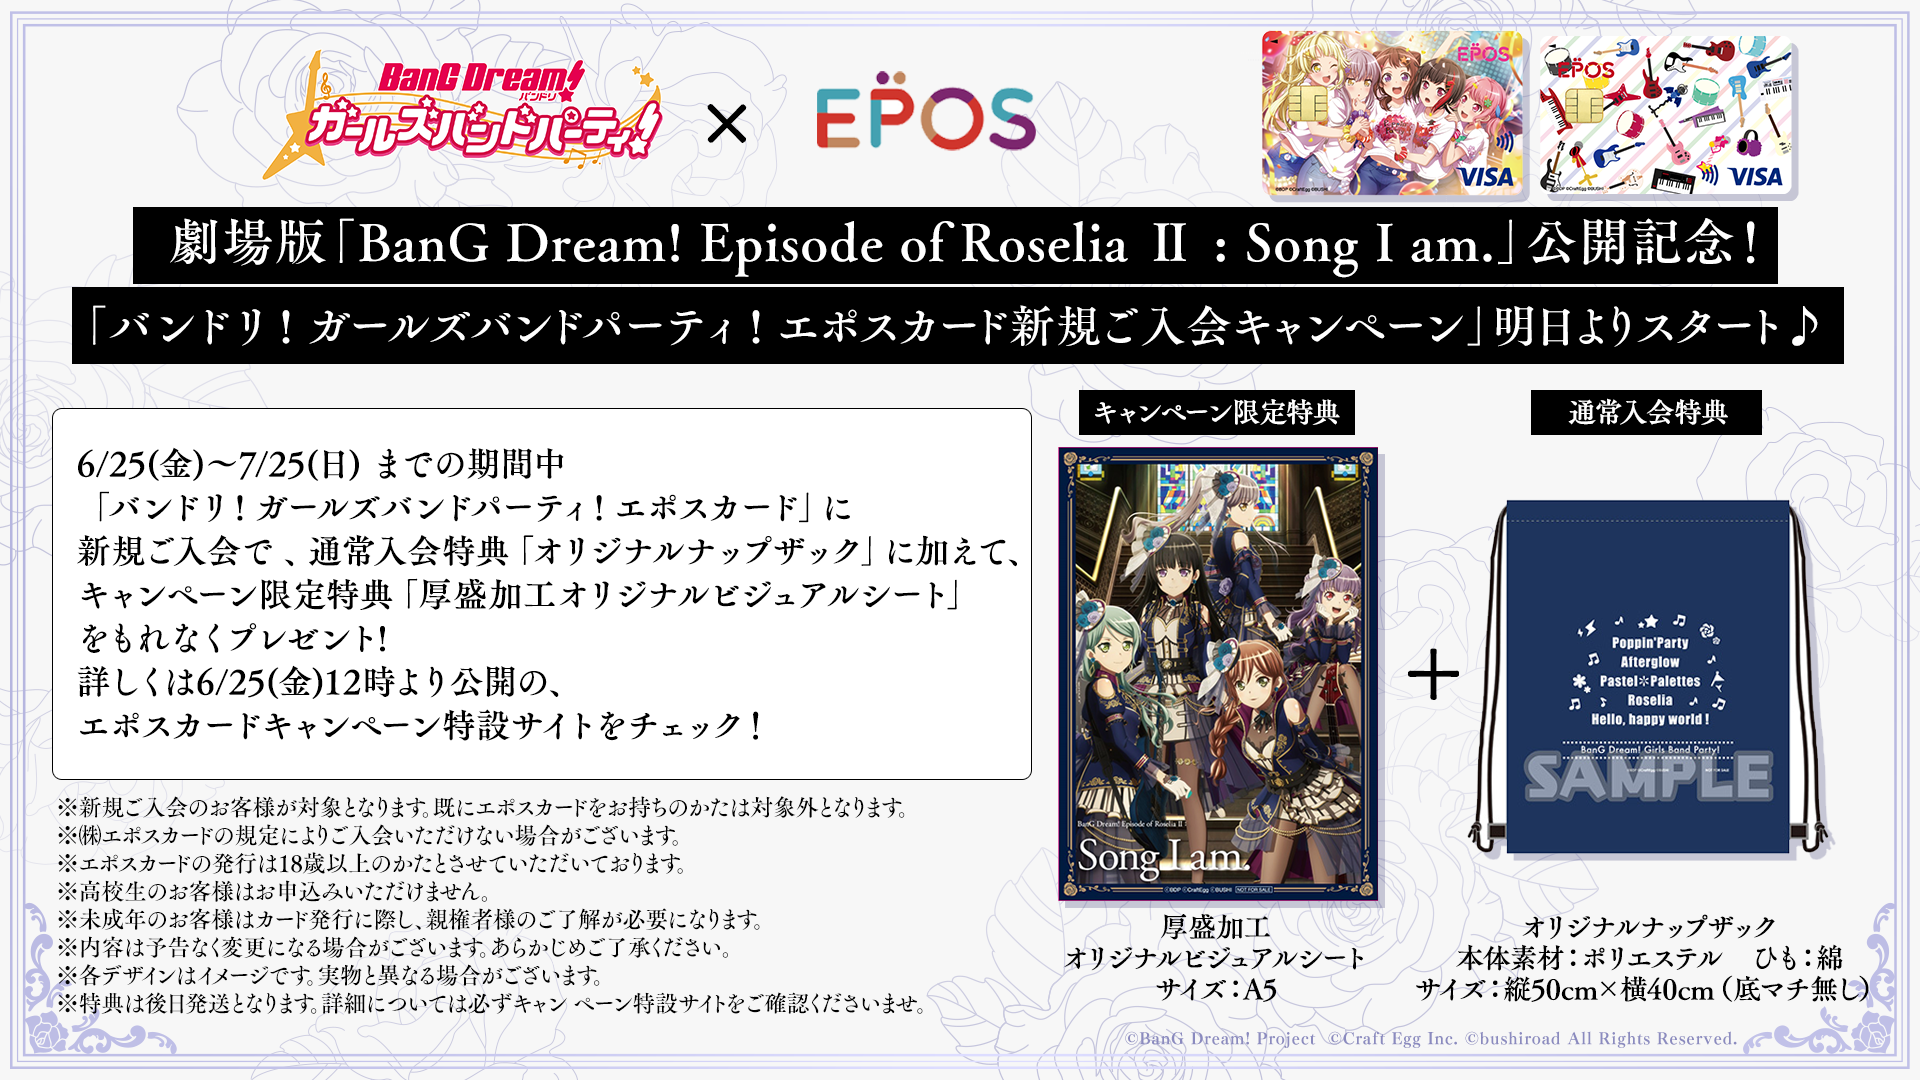 BanG Dream!
バンドリ
ガールズバンドパーティ!
×
EPOS
EPOS
VISA
©BDP ©CraftEgg ©BUSHI
EPOS
VISA
©BDP ©CraftEgg ©BUSHI
劇場版「BanG Dream! Episode of Roselia Ⅱ : Song I am.」公開記念!
「バンドリ! ガールズバンドパーティ! エポスカード新規ご入会キャンペーン」明日よりスタート♪
6/25(金)～7/25(日) までの期間中
「バンドリ! ガールズバンドパーティ! エポスカード」に
新規ご入会で、通常入会特典「オリジナルナップザック」に加えて、
キャンペーン限定特典「厚盛加工オリジナルビジュアルシート」
をもれなくプレゼント!
詳しくは6/25(金)12時より公開の、
エポスカードキャンペーン特設サイトをチェック!
※新規ご入会のお客様が対象となります。既にエポスカードをお持ちのかたは対象外となります。
※㈱エポスカードの規定によりご入会いただけない場合がございます。
※エポスカードの発行は18歳以上のかたとさせていただいております。
※高校生のお客様はお申込みいただけません。
※未成年のお客様はカード発行に際し、親権者様のご了解が必要になります。
※内容は予告なく変更になる場合がございます。あらかじめご了承ください。
※各デザインはイメージです。実物と異なる場合がございます。
※特典は後日発送となります。詳細については必ずキャン ペーン特設サイトをご確認くださいませ。
キャンペーン限定特典
BanG Dream! Episode of Roselia Ⅱ
Song I am.
©BDP ©CraftEgg ©BUSHI NOT FOR SALE
厚盛加工
オリジナルビジュアルシート
サイズ：A5
＋
通常入会特典
Poppin'Party
Afterglow
Pastel✽Palettes
Roselia
Hello, happy world !
BanG Dream! Girls Band Party!
SAMPLE
NOT FOR SALE
オリジナルナップザック
本体素材：ポリエステル　ひも：綿
サイズ：縦50cm×横40cm（底マチ無し）
©BanG Dream! Project ©Craft Egg Inc. ©bushiroad All Rights Reserved.